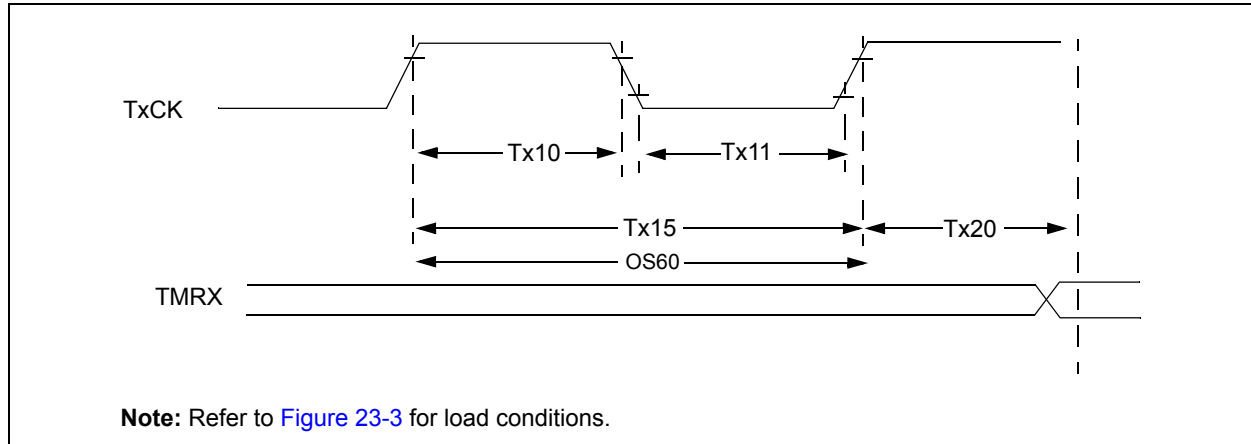 TxCK
Tx10
Tx11
Tx15
Tx20
OS60
TMRX
Note: Refer to Figure 23-3 for load conditions.